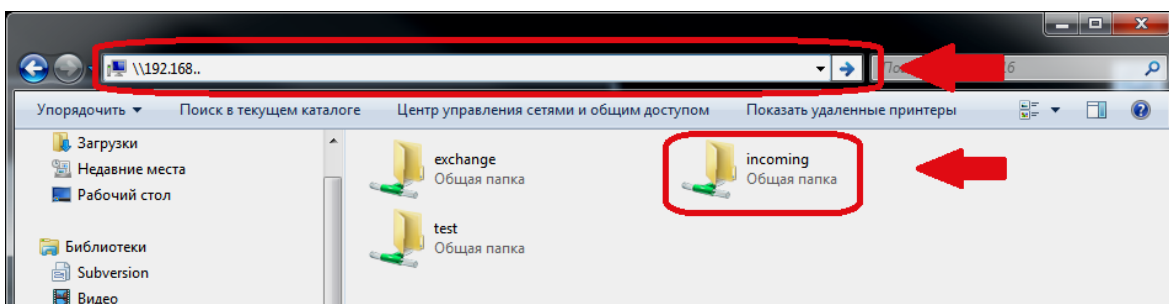 \\192.168..
Упорядочить Поиск в текущем каталоге Центр управления сетями и общим доступом Показать удаленные принтеры
Загрузки
Недавние места
Рабочий стол
Библиотеки
Subversion
Видео
exchange
Общая папка
incoming
Общая папка
test
Общая папка